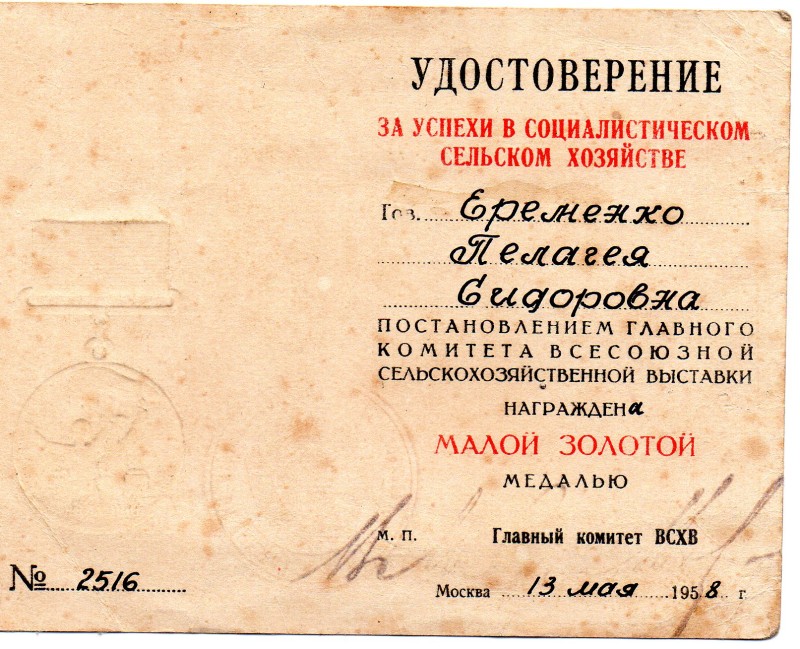 УДОСТОВЕРЕНИЕ
ЗА УСПЕХИ В СОЦИАЛИСТИЧЕСКОМ
СЕЛЬСКОМ ХОЗЯЙСТВЕ
Тов. Еременко
Пелагея
Сидоровна
ПОСТАНОВЛЕНИЕМ ГЛАВНОГО
КОМИТЕТА ВСЕСОЮЗНОЙ
СЕЛЬСКОХОЗЯЙСТВЕННОЙ ВЫСТАВКИ
НАГРАЖДЕНа
МАЛОЙ ЗОЛОТОЙ
МЕДАЛЬЮ
м. п. Главный комитет ВСХВ
№ 2516
Москва 13 мая 1958 г